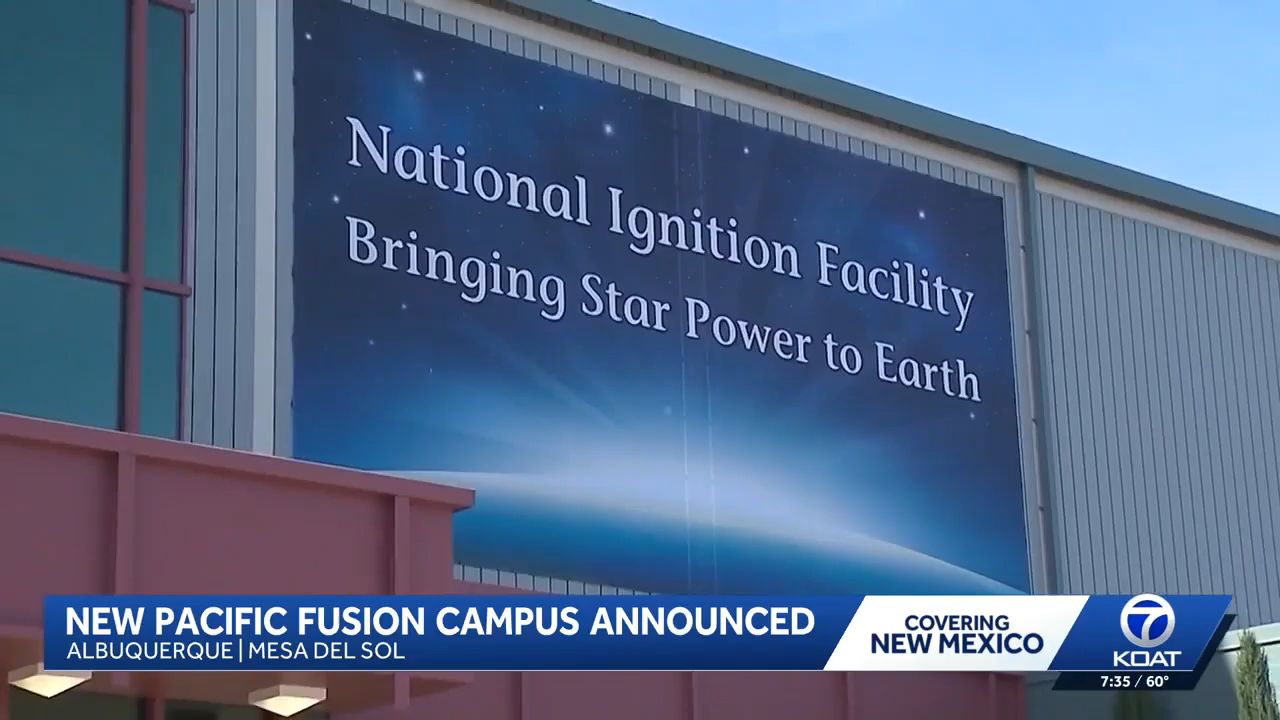 National Ignition Facility
Bringing Star Power to Earth
NEW PACIFIC FUSION CAMPUS ANNOUNCED
ALBUQUERQUE | MESA DEL SOL
COVERING
NEW MEXICO
7
KOAT
7:35 / 60°